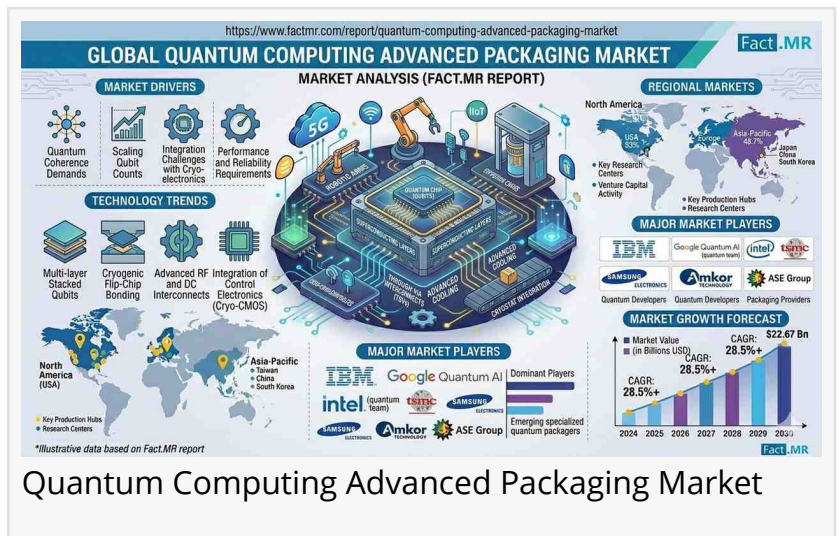 https://www.factmr.com/report/quantum-computing-advanced-packaging-market
GLOBAL QUANTUM COMPUTING ADVANCED PACKAGING MARKET
Fact.MR
MARKET ANALYSIS (FACT.MR REPORT)
MARKET DRIVERS
Quantum
Coherence
Demands
Scaling
Qubit
Counts
Integration
Challenges
with Cryo-
electronics
Performance
and Reliability
Requirements
TECHNOLOGY TRENDS
Multi-layer
Stacked
Qubits
Cryogenic
Flip-Chip
Bonding
Advanced RF
and DC
Interconnects
Integration of
Control
Electronics
(Cryo-CMOS)
North
America
(USA)
Asia-Pacific
Taiwan
China
South Korea
Key Production Hubs
Research Centers
*Illustrative data based on Fact.MR report
5G
IIoT
QUANTUM CHIP
(QUBITS)
SUPERCONDUCTING LAYERS
SUPERCONDUCTING LAYERS
THROUGH-VIA
INTERCONNECTS
(TSVs)
ADVANCED
COOLING
ADVANCED
COOLING
CRYOSTAT INTEGRATION
MAJOR MARKET PLAYERS
IBM
Google Quantum AI
intel
(quantum
team)
tsmc
SAMSUNG
ELECTRONICS
SAMSUNG
ELECTRONICS
Amkor
TECHNOLOGY
ASE Group
Dominant Players
Emerging specialized
quantum packagers
REGIONAL MARKETS
North America
USA
Europe
Asia-Pacific
48.7%
Japan
South Korea
Key Research
Centers
Venture Capital
Activity
Key Production Hubs
Research Centers
MAJOR MARKET PLAYERS
IBM
Google Quantum AI
(quantum team)
intel
tsmc
SAMSUNG
ELECTRONICS
Amkor
TECHNOLOGY
ASE Group
Quantum Developers
Quantum Developers
Packaging Providers
MARKET GROWTH FORECAST
Market Value
(in Billions USD)
CAGR:
28.5%+
CAGR:
28.5%+
CAGR:
28.5%+
$22.67 Bn
2024 2025 2026 2027 2028 2029 2030
Fact.MR
Quantum Computing Advanced Packaging Market